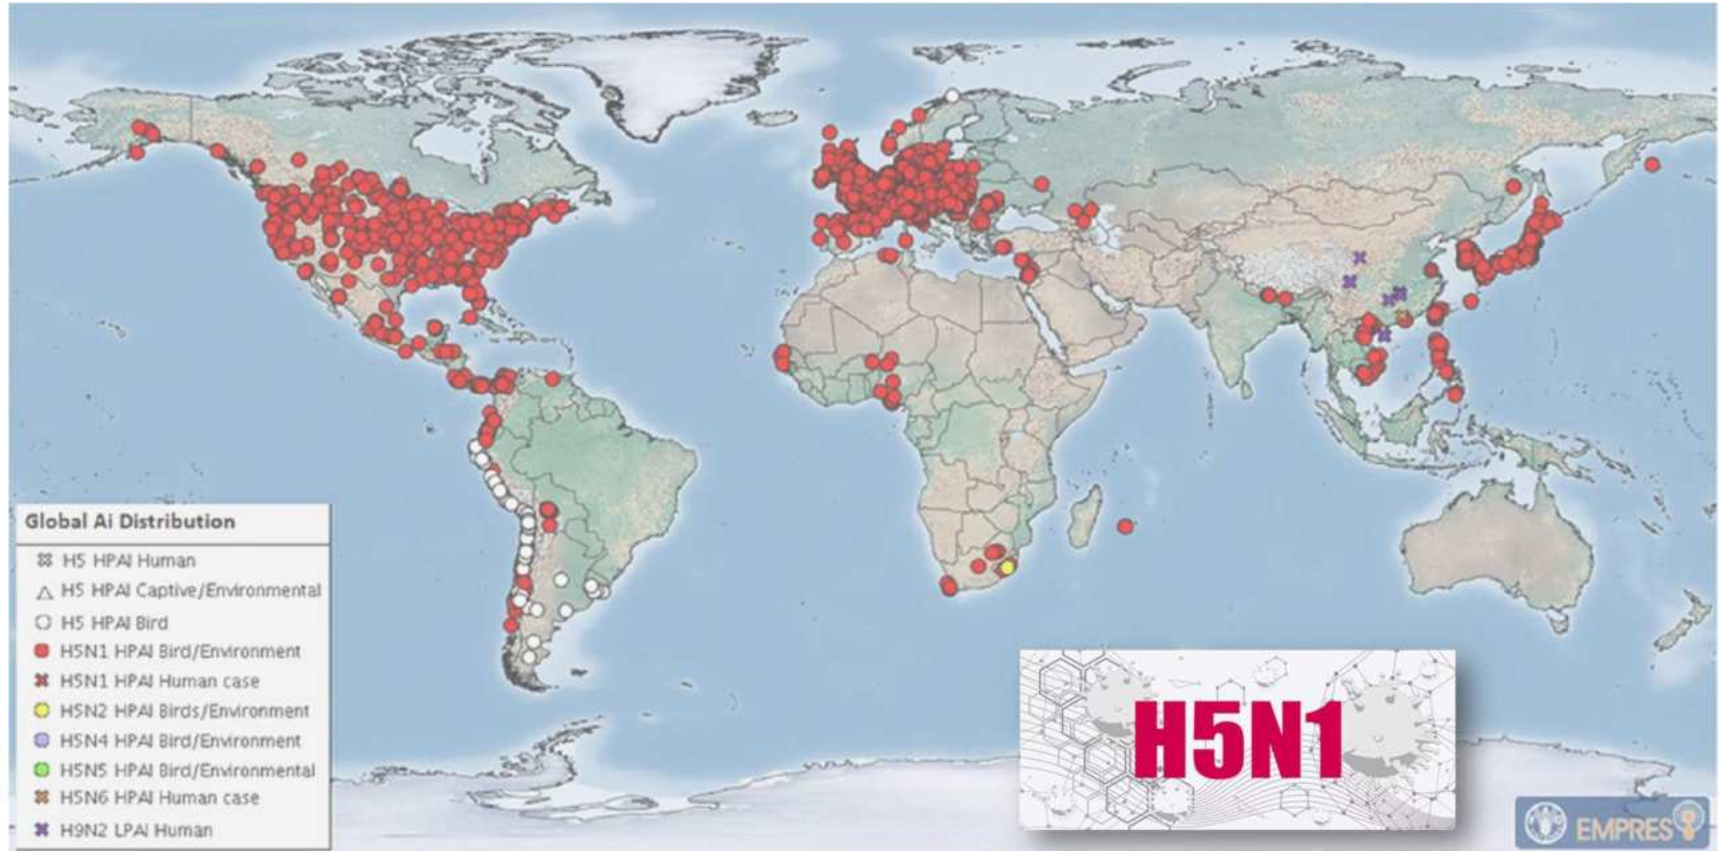 Global Ai Distribution
H5 HPAI Human
H5 HPAI Captive/Environmental
H5 HPAI Bird
H5N1 HPAI Bird/Environment
H5N1 HPAI Human case
H5N2 HPAI Birds/Environment
H5N4 HPAI Bird/Environment
H5N5 HPAI Bird/Environmental
H5N6 HPAI Human case
H9N2 LPAI Human
H5N1
EMPRES